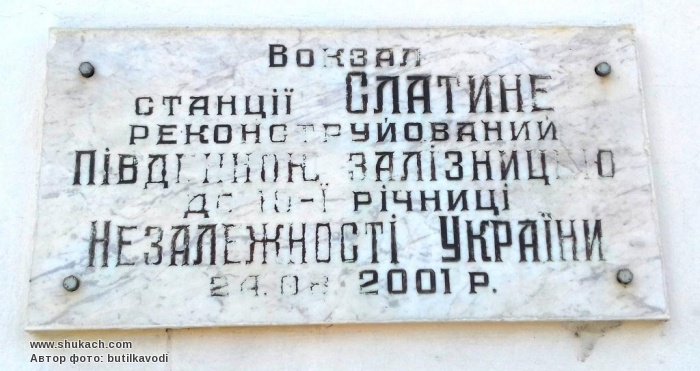 Вокзал
станції Слатине
реконструйований
Південною залізницею
до 10-ї річниці
Незалежності України
24.08 2001 р.
www.shukach.com
Автор фото: butilkavodi